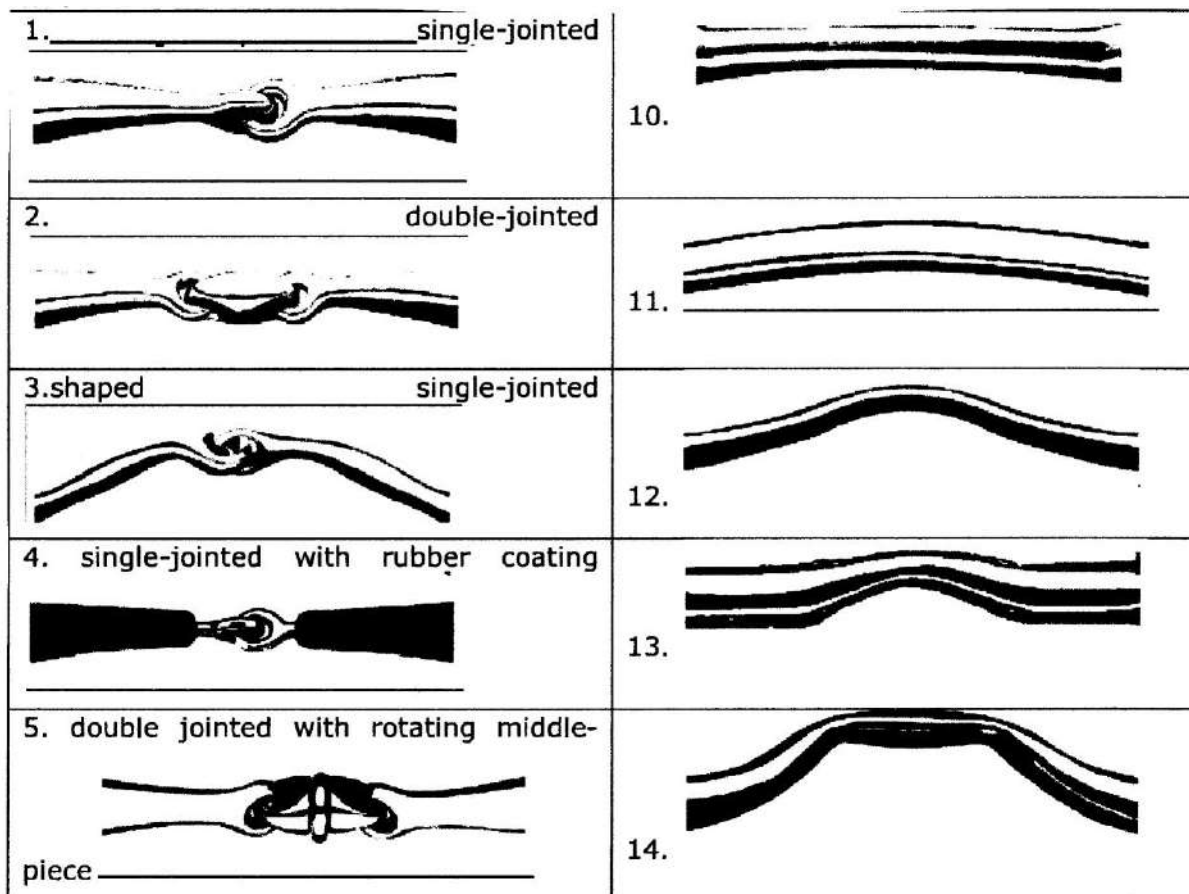 1. single-jointed
2. double-jointed
3.shaped single-jointed
4. single-jointed with rubber coating
5. double jointed with rotating middle-
piece
10.
11.
12.
13.
14.